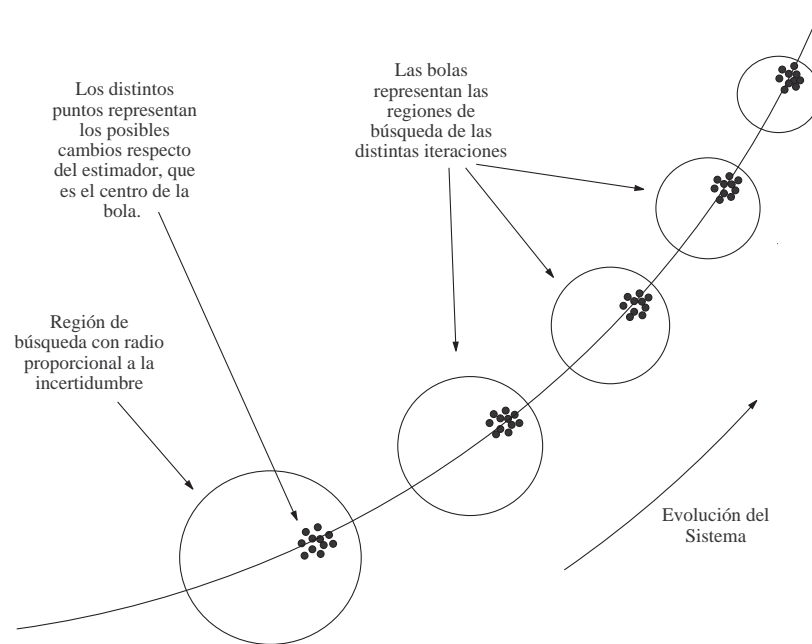 Los distintos
puntos representan
los posibles
cambios respecto
del estimador, que
es el centro de la
bola.
Las bolas
representan las
regiones de
búsqueda de las
distintas iteraciones
Región de
búsqueda con radio
proporcional a la
incertidumbre
Evolución del
Sistema